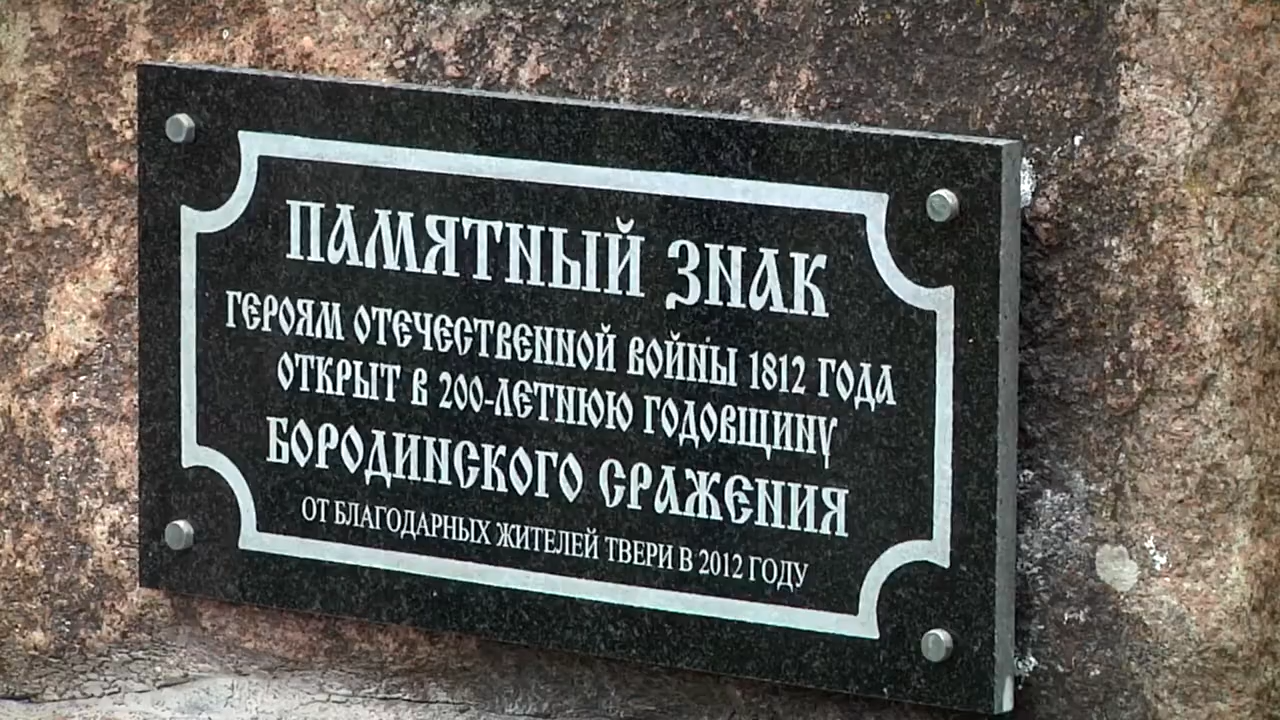 ПАМЯТНЫЙ ЗНАК
ГЕРОЯМ ОТЕЧЕСТВЕННОЙ ВОЙНЫ 1812 ГОДА
ОТКРЫТ В 200-ЛЕТНЮЮ ГОДОВЩИНУ
БОРОДИНСКОГО СРАЖЕНИЯ
ОТ БЛАГОДАРНЫХ ЖИТЕЛЕЙ ТВЕРИ В 2012 ГОДУ